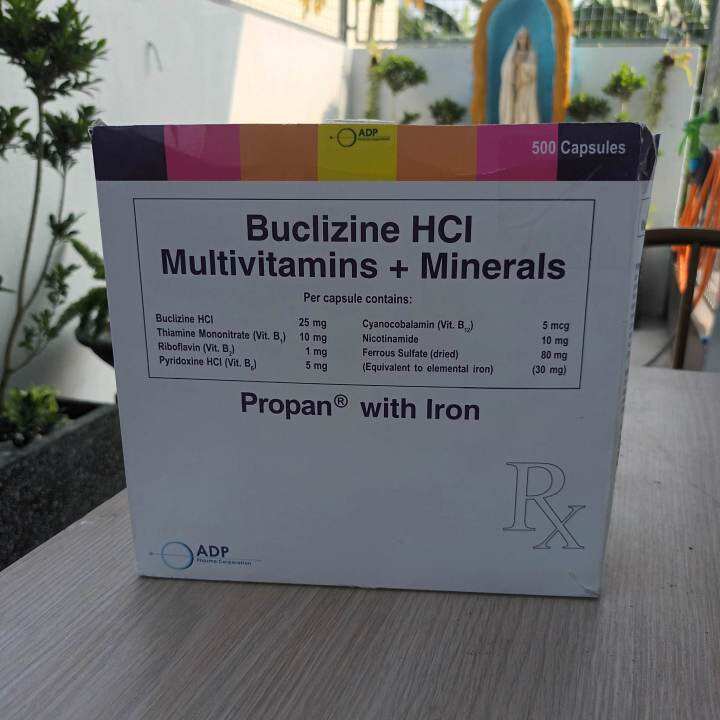 ADP
500 Capsules
Buclizine HCl
Multivitamins + Minerals
Per capsule contains:
Buclizine HCl 25 mg
Thiamine Mononitrate (Vit. B₁) 10 mg
Riboflavin (Vit. B₂) 1 mg
Pyridoxine HCl (Vit. B₆) 5 mg
Cyanocobalamin (Vit. B₁₂) 5 mcg
Nicotinamide 10 mg
Ferrous Sulfate (dried) 80 mg
(Equivalent to elemental iron) (30 mg)
Propan® with Iron
Rx
ADP
Pharma Corporation